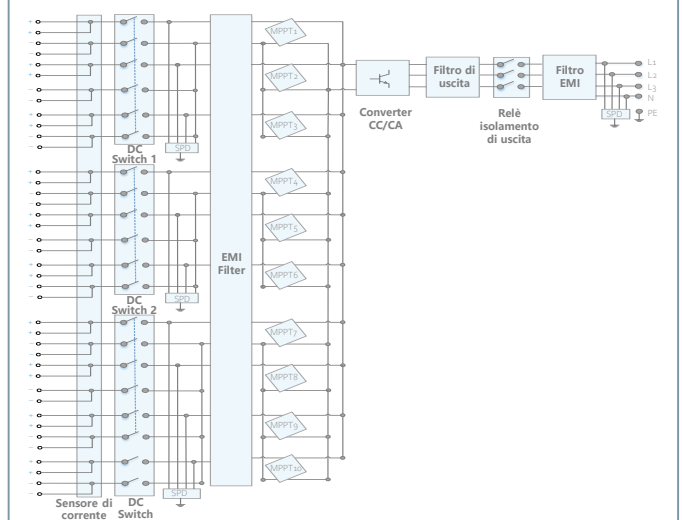 MPPT1
MPPT2
MPPT3
DC
Switch 1
SPD
MPPT4
MPPT5
MPPT6
DC
Switch 2
SPD
MPPT7
MPPT8
MPPT9
MPPT10
Sensore di
corrente
DC
Switch
SPD
EMI
Filter
Converter
CC/CA
Filtro di
uscita
Relè
isolamento
di uscita
Filtro
EMI
L1
L2
L3
N
PE
SPD